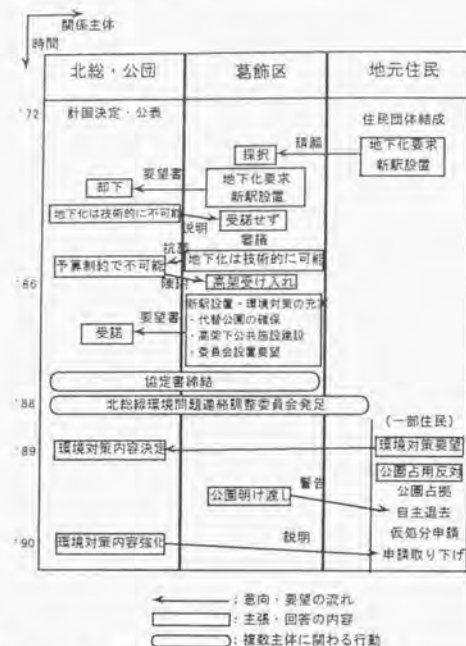 関係主体
時間
北総・公団
葛飾区
地元住民
'72
計画決定・公表
住民団体結成
請願
地下化要求
新駅設置
採択
要望書
地下化要求
新駅設置
却下
地下化は技術的に不可能
説明
受諾せず
審議
抗議
地下化は技術的に可能
予算制約で不可能
陳謝
高架受け入れ
'86
新駅設置・環境対策の充実
・代替公園の確保
・高架下公共施設建設
・委員会設置要望
要望書
受諾
協定書締結
'88
北総線環境問題連絡調整委員会発足
(一部住民)
'89
環境対策内容決定
環境対策要望
公園占用反対
警告
公園占拠
公園明け渡し
自主退去
仮処分申請
'90
環境対策内容強化
説明
申請取り下げ
:意向・要望の流れ
:主張・回答の内容
:複数主体に関わる行動